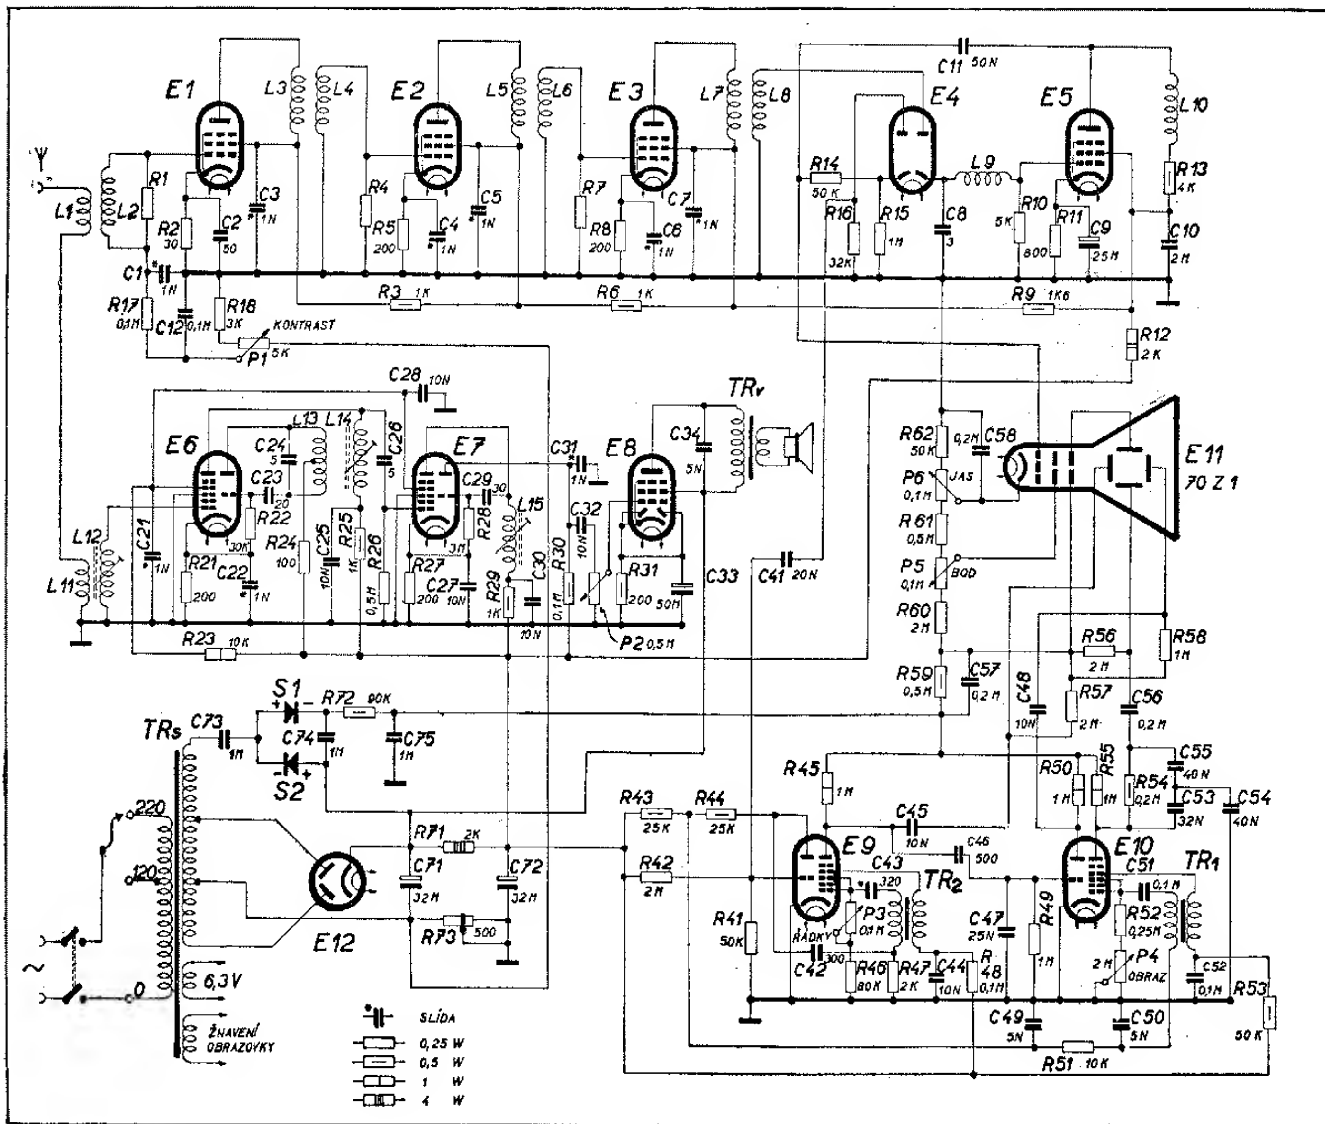 C11 50N
E1
L3
L4
E2
L5
L6
E3
L7
L8
E4
E5
L10
R1
L1
L2
R2
30
C2
50
C3
1N
R4
R5
200
C4
1N
C5
1N
R7
R8
200
C6
1N
C7
1N
R14
50K
R16
32K
R15
1M
L9
C8
3
R10
5K
R11
800
C9
25M
R13
4K
C10
2M
C1
1N
R17
0,1M
C12
0,1M
R18
3K
P1
5K
KONTRAST
R3 1K
R6 1K
R9 1K6
R12
2K
C28
10N
TRv
L13
L14
E6
C24
5
C23
20
C26
5
E7
C29
30
C31
1N
E8
C34
5N
L15
L12
L11
C21
1N
R21
200
R22
30K
C22
1N
R24
100
C25
10N
R25
1K
R26
0,5M
R27
200
R28
3M
C27
10N
R29
1K
C30
10N
R30
0,1M
C32
10N
R31
200
P2 0,5M
C33
50M
C41
20N
R23 10K
R62
50K
0,2M
C58
P6
0,1M
JAS
R61
0,5M
P5
0,1M
BOD
R60
2M
R59
0,5M
C57
0,2M
E11
70 Z 1
R56
2M
R58
1M
C48
10N
R57
2M
C56
0,2M
TRs
C73
1M
S1
+ -
S2
- +
R72 90K
C74
1M
C75
1M
R45
1M
R50
1M
R55
1M
R54
0,2M
C55
40N
C53
32N
C54
40N
220
120
0
~
R71
2K
C71
32M
C72
32M
R73 500
E12
R43
25K
R44
25K
R42
2M
R41
50K
E9
C45
10N
C46
500
C43
320
TR2
P3
0,1M
ŘÁDKY
C42 300
R46
80K
R47
2K
C44
10N
R48
0,1M
C47
25N
R49
1M
E10
C51
0,1M
TR1
R52
0,25M
P4
2M
OBRAZ
C52
0,1M
R53
50K
C49
5N
C50
5N
R51 10K
6,3V
ŽHAVENÍ
OBRAZOVKY
SLÍDA
0,25 W
0,5 W
1 W
4 W